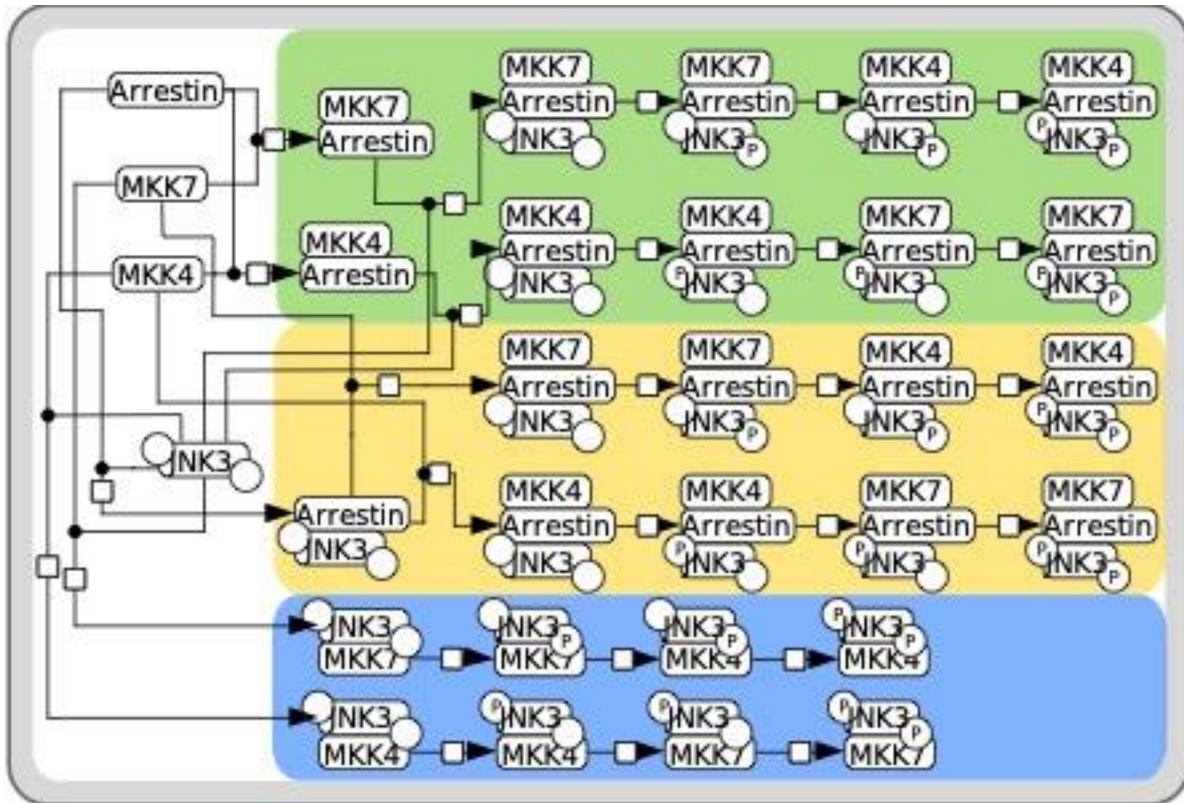 Arrestin
MKK7
MKK4
JNK3
MKK7
Arrestin
MKK4
Arrestin
MKK7
Arrestin
JNK3
MKK7
Arrestin
JNK3
P
MKK4
Arrestin
JNK3
P
MKK4
Arrestin
P
JNK3
P
MKK4
Arrestin
JNK3
MKK4
Arrestin
P
JNK3
MKK7
Arrestin
P
JNK3
MKK7
Arrestin
P
JNK3
P
MKK7
Arrestin
JNK3
MKK7
Arrestin
JNK3
P
MKK4
Arrestin
JNK3
P
MKK4
Arrestin
P
JNK3
P
Arrestin
JNK3
MKK4
Arrestin
JNK3
MKK4
Arrestin
P
JNK3
MKK7
Arrestin
P
JNK3
MKK7
Arrestin
P
JNK3
P
JNK3
MKK7
JNK3
P
MKK7
JNK3
P
MKK4
P
JNK3
P
MKK4
JNK3
MKK4
P
JNK3
MKK4
P
JNK3
MKK7
P
JNK3
P
MKK7